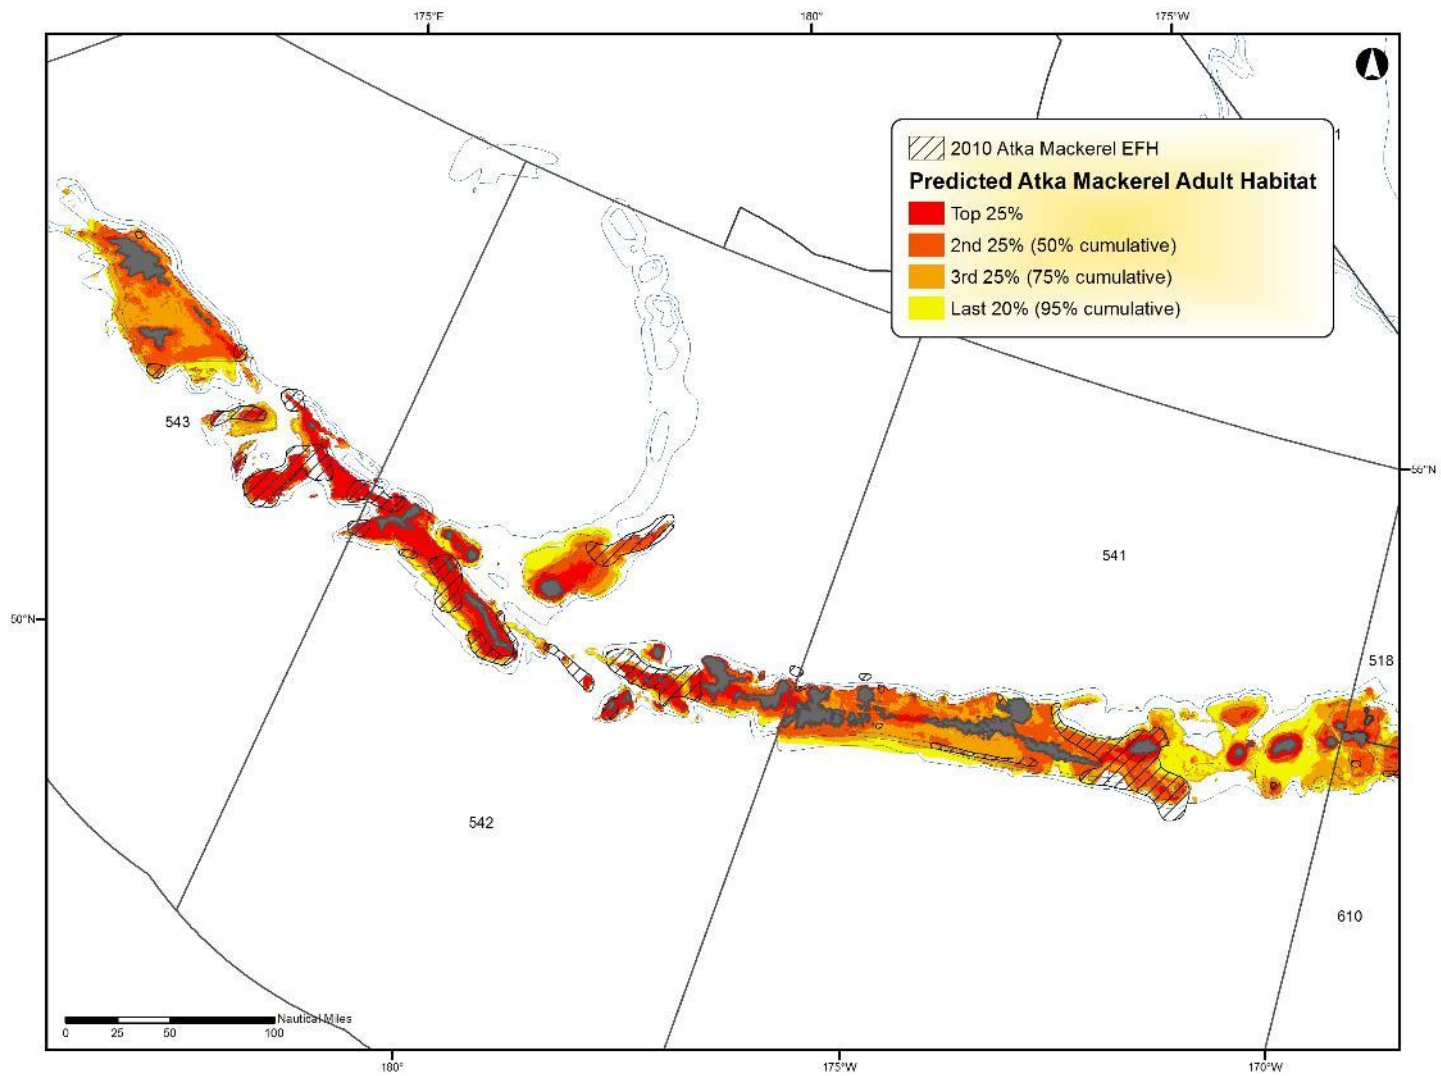 175°E
180°
175°W
1
2010 Atka Mackerel EFH
Predicted Atka Mackerel Adult Habitat
Top 25%
2nd 25% (50% cumulative)
3rd 25% (75% cumulative)
Last 20% (95% cumulative)
543
55°N
541
50°N
518
542
610
Nautical Miles
0 25 50 100
180°
175°W
170°W